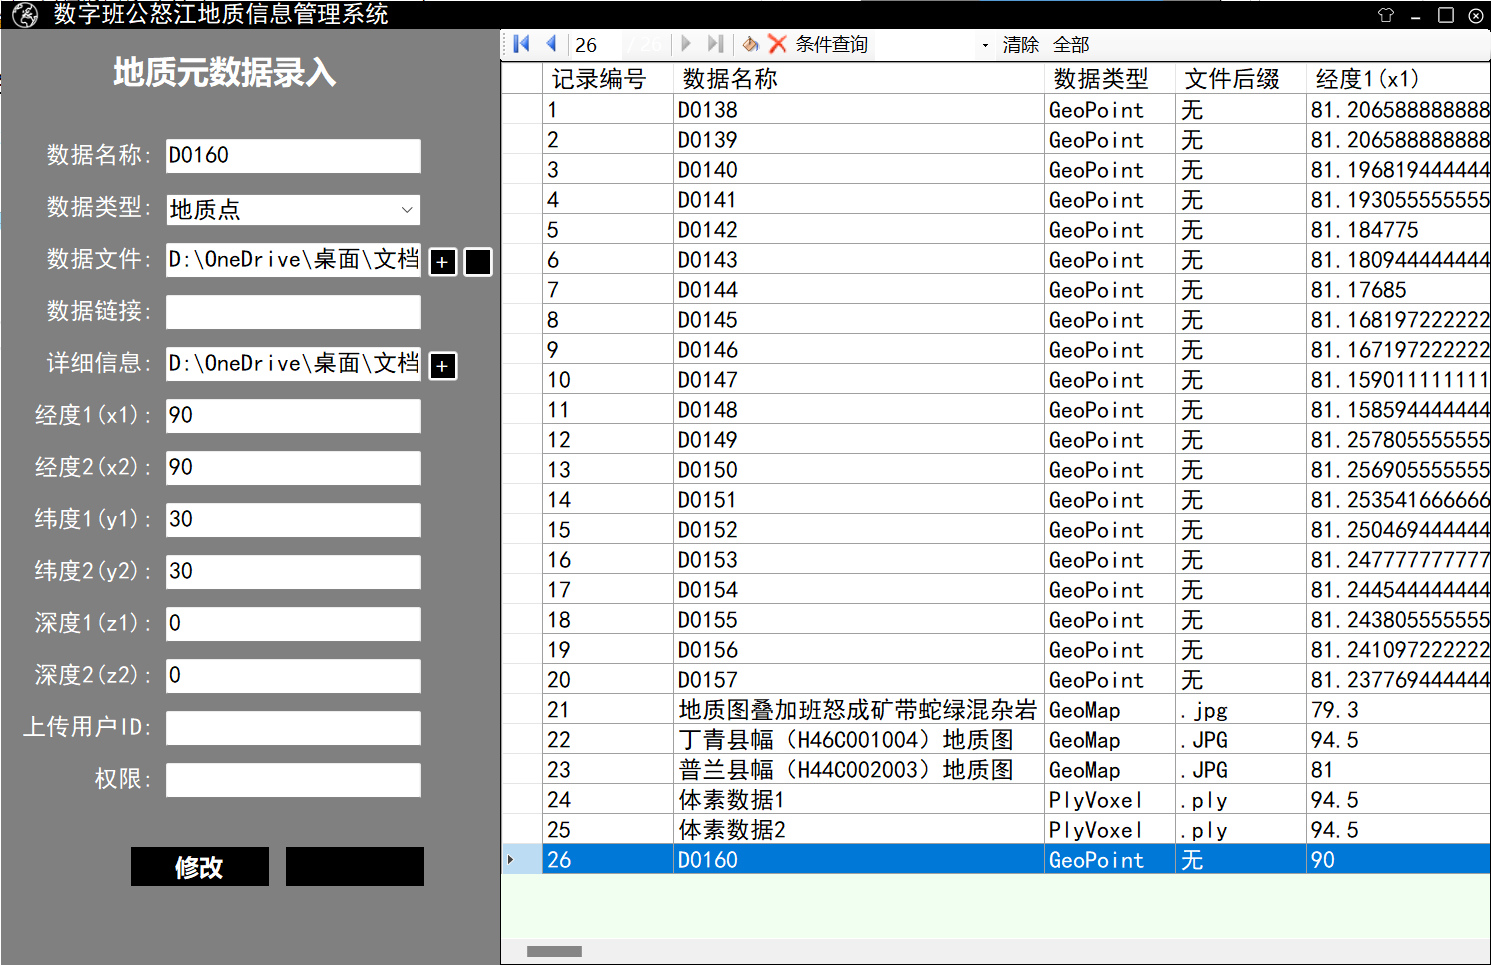 数字班公怒江地质信息管理系统
地质元数据录入
数据名称: D0160
数据类型: 地质点
数据文件: D:\OneDrive\桌面\文档 +
数据链接:
详细信息: D:\OneDrive\桌面\文档 +
经度1(x1): 90
经度2(x2): 90
纬度1(y1): 30
纬度2(y2): 30
深度1(z1): 0
深度2(z2): 0
上传用户ID:
权限:
修改
26 / 26 条件查询 清除 全部
记录编号 数据名称 数据类型 文件后缀 经度1(x1)
1 D0138 GeoPoint 无 81.206588888888
2 D0139 GeoPoint 无 81.206588888888
3 D0140 GeoPoint 无 81.196819444444
4 D0141 GeoPoint 无 81.193055555555
5 D0142 GeoPoint 无 81.184775
6 D0143 GeoPoint 无 81.180944444444
7 D0144 GeoPoint 无 81.17685
8 D0145 GeoPoint 无 81.168197222222
9 D0146 GeoPoint 无 81.167197222222
10 D0147 GeoPoint 无 81.159011111111
11 D0148 GeoPoint 无 81.158594444444
12 D0149 GeoPoint 无 81.257805555555
13 D0150 GeoPoint 无 81.256905555555
14 D0151 GeoPoint 无 81.253541666666
15 D0152 GeoPoint 无 81.250469444444
16 D0153 GeoPoint 无 81.247777777777
17 D0154 GeoPoint 无 81.244544444444
18 D0155 GeoPoint 无 81.243805555555
19 D0156 GeoPoint 无 81.241097222222
20 D0157 GeoPoint 无 81.237769444444
21 地质图叠加班怒成矿带蛇绿混杂岩 GeoMap .jpg 79.3
22 丁青县幅（H46C001004）地质图 GeoMap .JPG 94.5
23 普兰县幅（H44C002003）地质图 GeoMap .JPG 81
24 体素数据1 PlyVoxel .ply 94.5
25 体素数据2 PlyVoxel .ply 94.5
26 D0160 GeoPoint 无 90